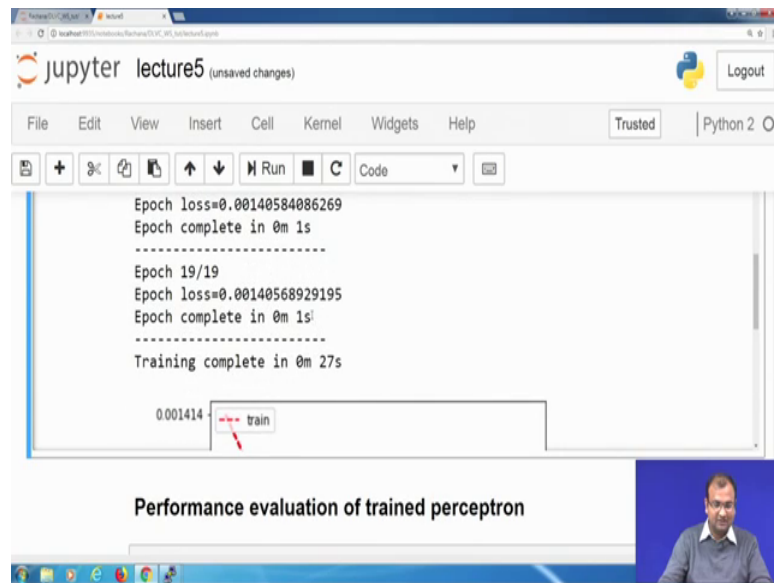 jupyter lecture5 (unsaved changes)
Logout
File Edit View Insert Cell Kernel Widgets Help
Trusted
Python 2
Run
Code
Epoch loss=0.00140584086269
Epoch complete in 0m 1s
-------------------------
Epoch 19/19
Epoch loss=0.00140568929195
Epoch complete in 0m 1s
-------------------------
Training complete in 0m 27s
0.001414
train
Performance evaluation of trained perceptron